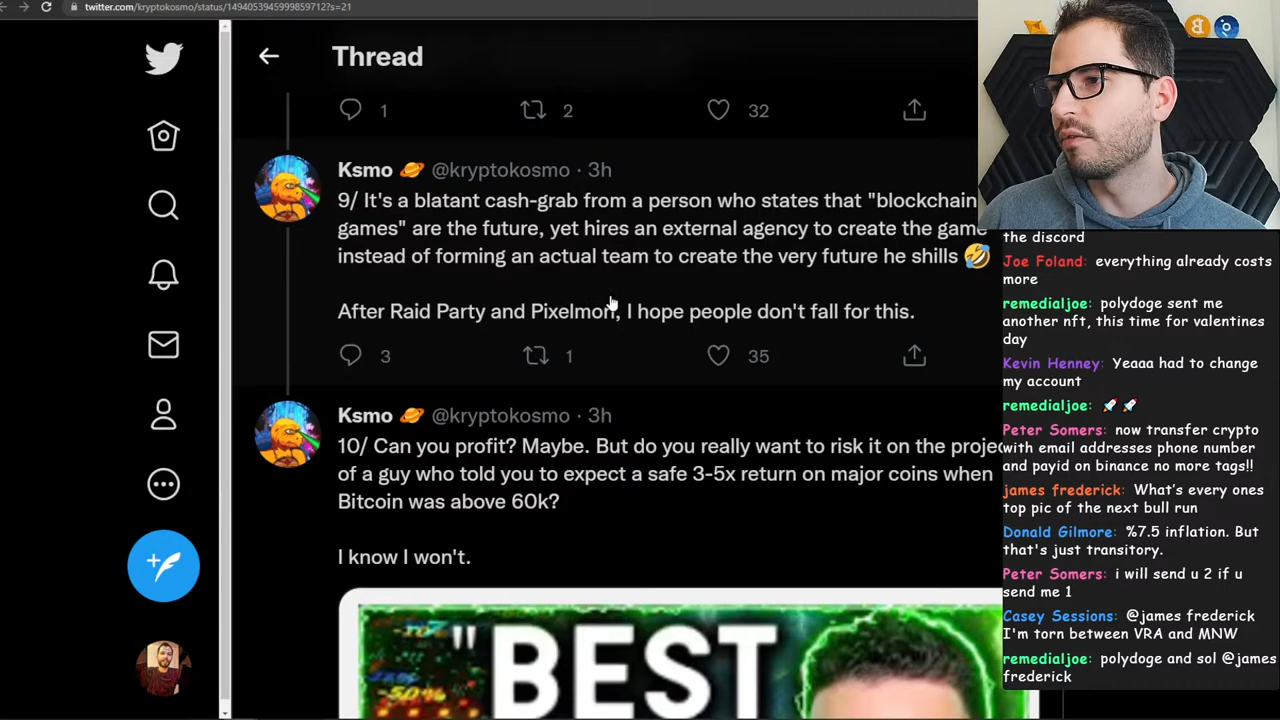 twitter.com/kryptokosmo/status/1494053945999859712?s=21
Thread
1
2
32
Ksmo 🪐 @kryptokosmo · 3h
9/ It's a blatant cash-grab from a person who states that "blockchain
games" are the future, yet hires an external agency to create the game
instead of forming an actual team to create the very future he shills 🤣
After Raid Party and Pixelmon, I hope people don't fall for this.
3
1
35
Ksmo 🪐 @kryptokosmo · 3h
10/ Can you profit? Maybe. But do you really want to risk it on the projec
of a guy who told you to expect a safe 3-5x return on major coins when
Bitcoin was above 60k?
I know I won't.
"BEST
-50%
the discord
Joe Foland: everything already costs
more
remedialjoe: polydoge sent me
another nft, this time for valentines
day
Kevin Henney: Yeaaa had to change
my account
remedialjoe: 🚀 🚀
Peter Somers: now transfer crypto
with email addresses phone number
and payid on binance no more tags!!
james frederick: What's every ones
top pic of the next bull run
Donald Gilmore: %7.5 inflation. But
that's just transitory.
Peter Somers: i will send u 2 if u
send me 1
Casey Sessions: @james frederick
I'm torn between VRA and MNW
remedialjoe: polydoge and sol @james
frederick